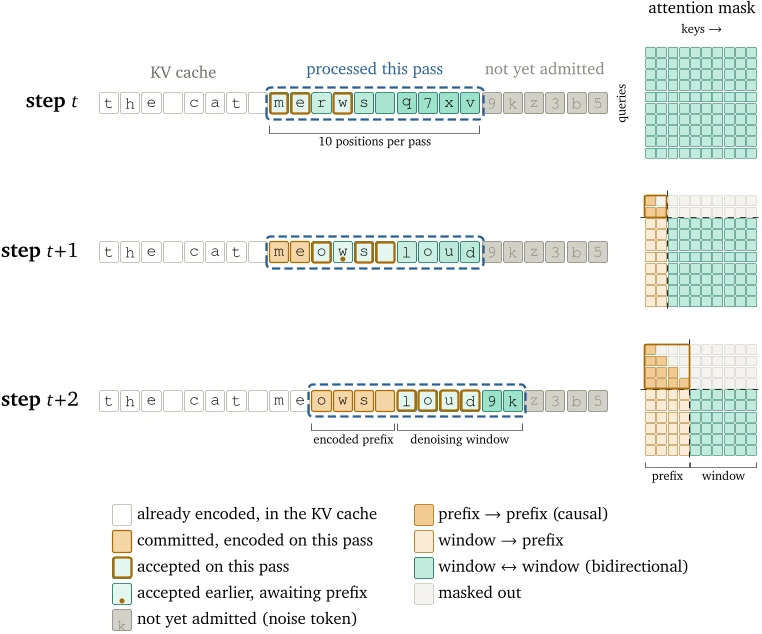 attention mask
keys →
KV cache
processed this pass
not yet admitted
queries
step t
t h e c a t m e r w s q 7 x v 9 k z 3 b 5
10 positions per pass
step t+1
t h e c a t m e o w s l o u d 9 k z 3 b 5
step t+2
t h e c a t m e o w s l o u d 9 k z 3 b 5
encoded prefix
denoising window
prefix
window
already encoded, in the KV cache
committed, encoded on this pass
accepted on this pass
accepted earlier, awaiting prefix
k not yet admitted (noise token)
prefix → prefix (causal)
window → prefix
window ↔ window (bidirectional)
masked out